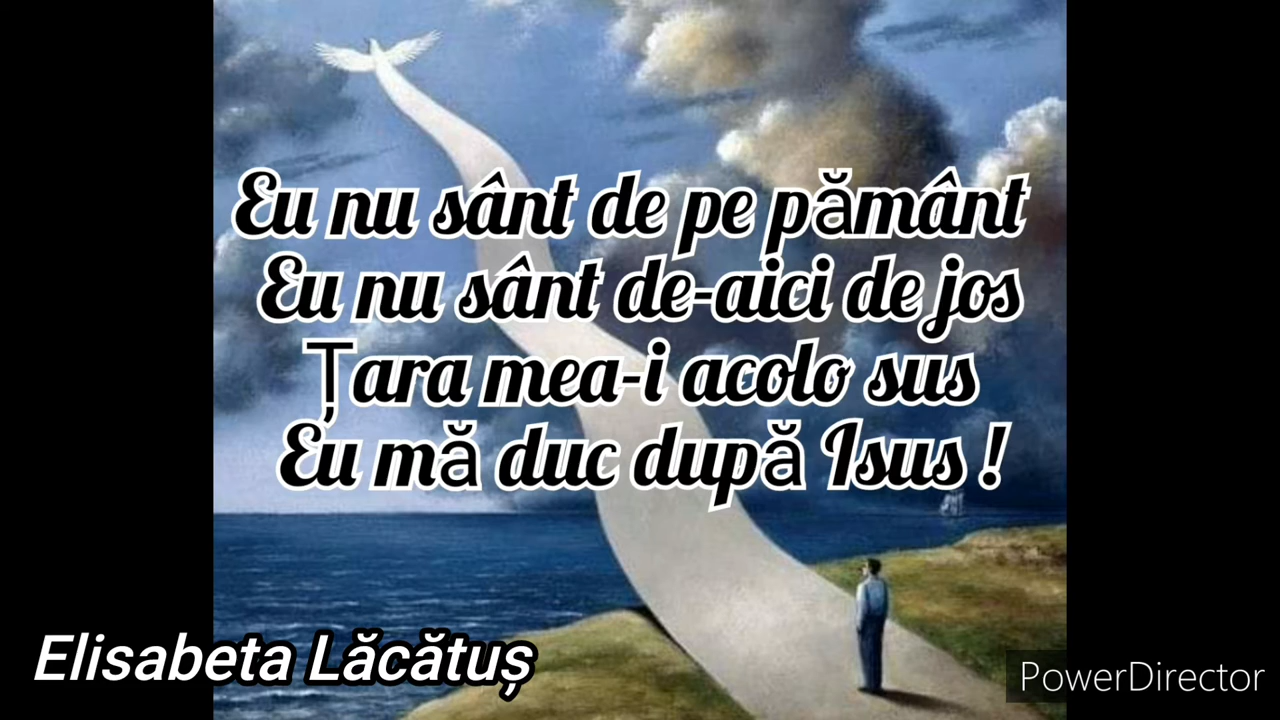 Eu nu sânt de pe pământ
Eu nu sânt de-aici de jos
Țara mea-i acolo sus
Eu mă duc după Isus !
Elisabeta Lăcătuș
PowerDirector